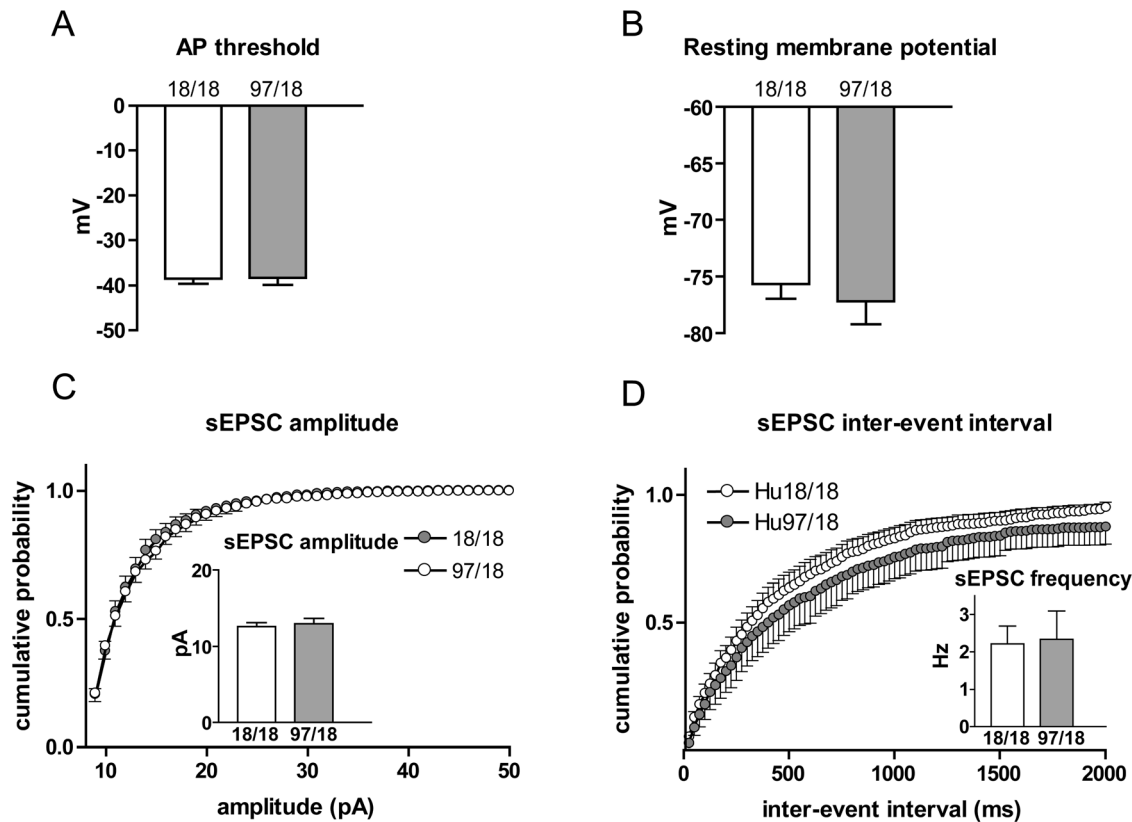 A
AP threshold
18/18 97/18
0
-10
-20
-30
-40
-50
mV
B
Resting membrane potential
18/18 97/18
-60
-65
-70
-75
-80
mV
C
sEPSC amplitude
1.0
0.5
0.0
cumulative probability
10 20 30 40 50
amplitude (pA)
18/18
97/18
sEPSC amplitude
20
10
0
pA
18/18 97/18
D
sEPSC inter-event interval
1.0
0.5
cumulative probability
0 500 1000 1500 2000
inter-event interval (ms)
Hu18/18
Hu97/18
sEPSC frequency
3
2
1
0
Hz
18/18 97/18